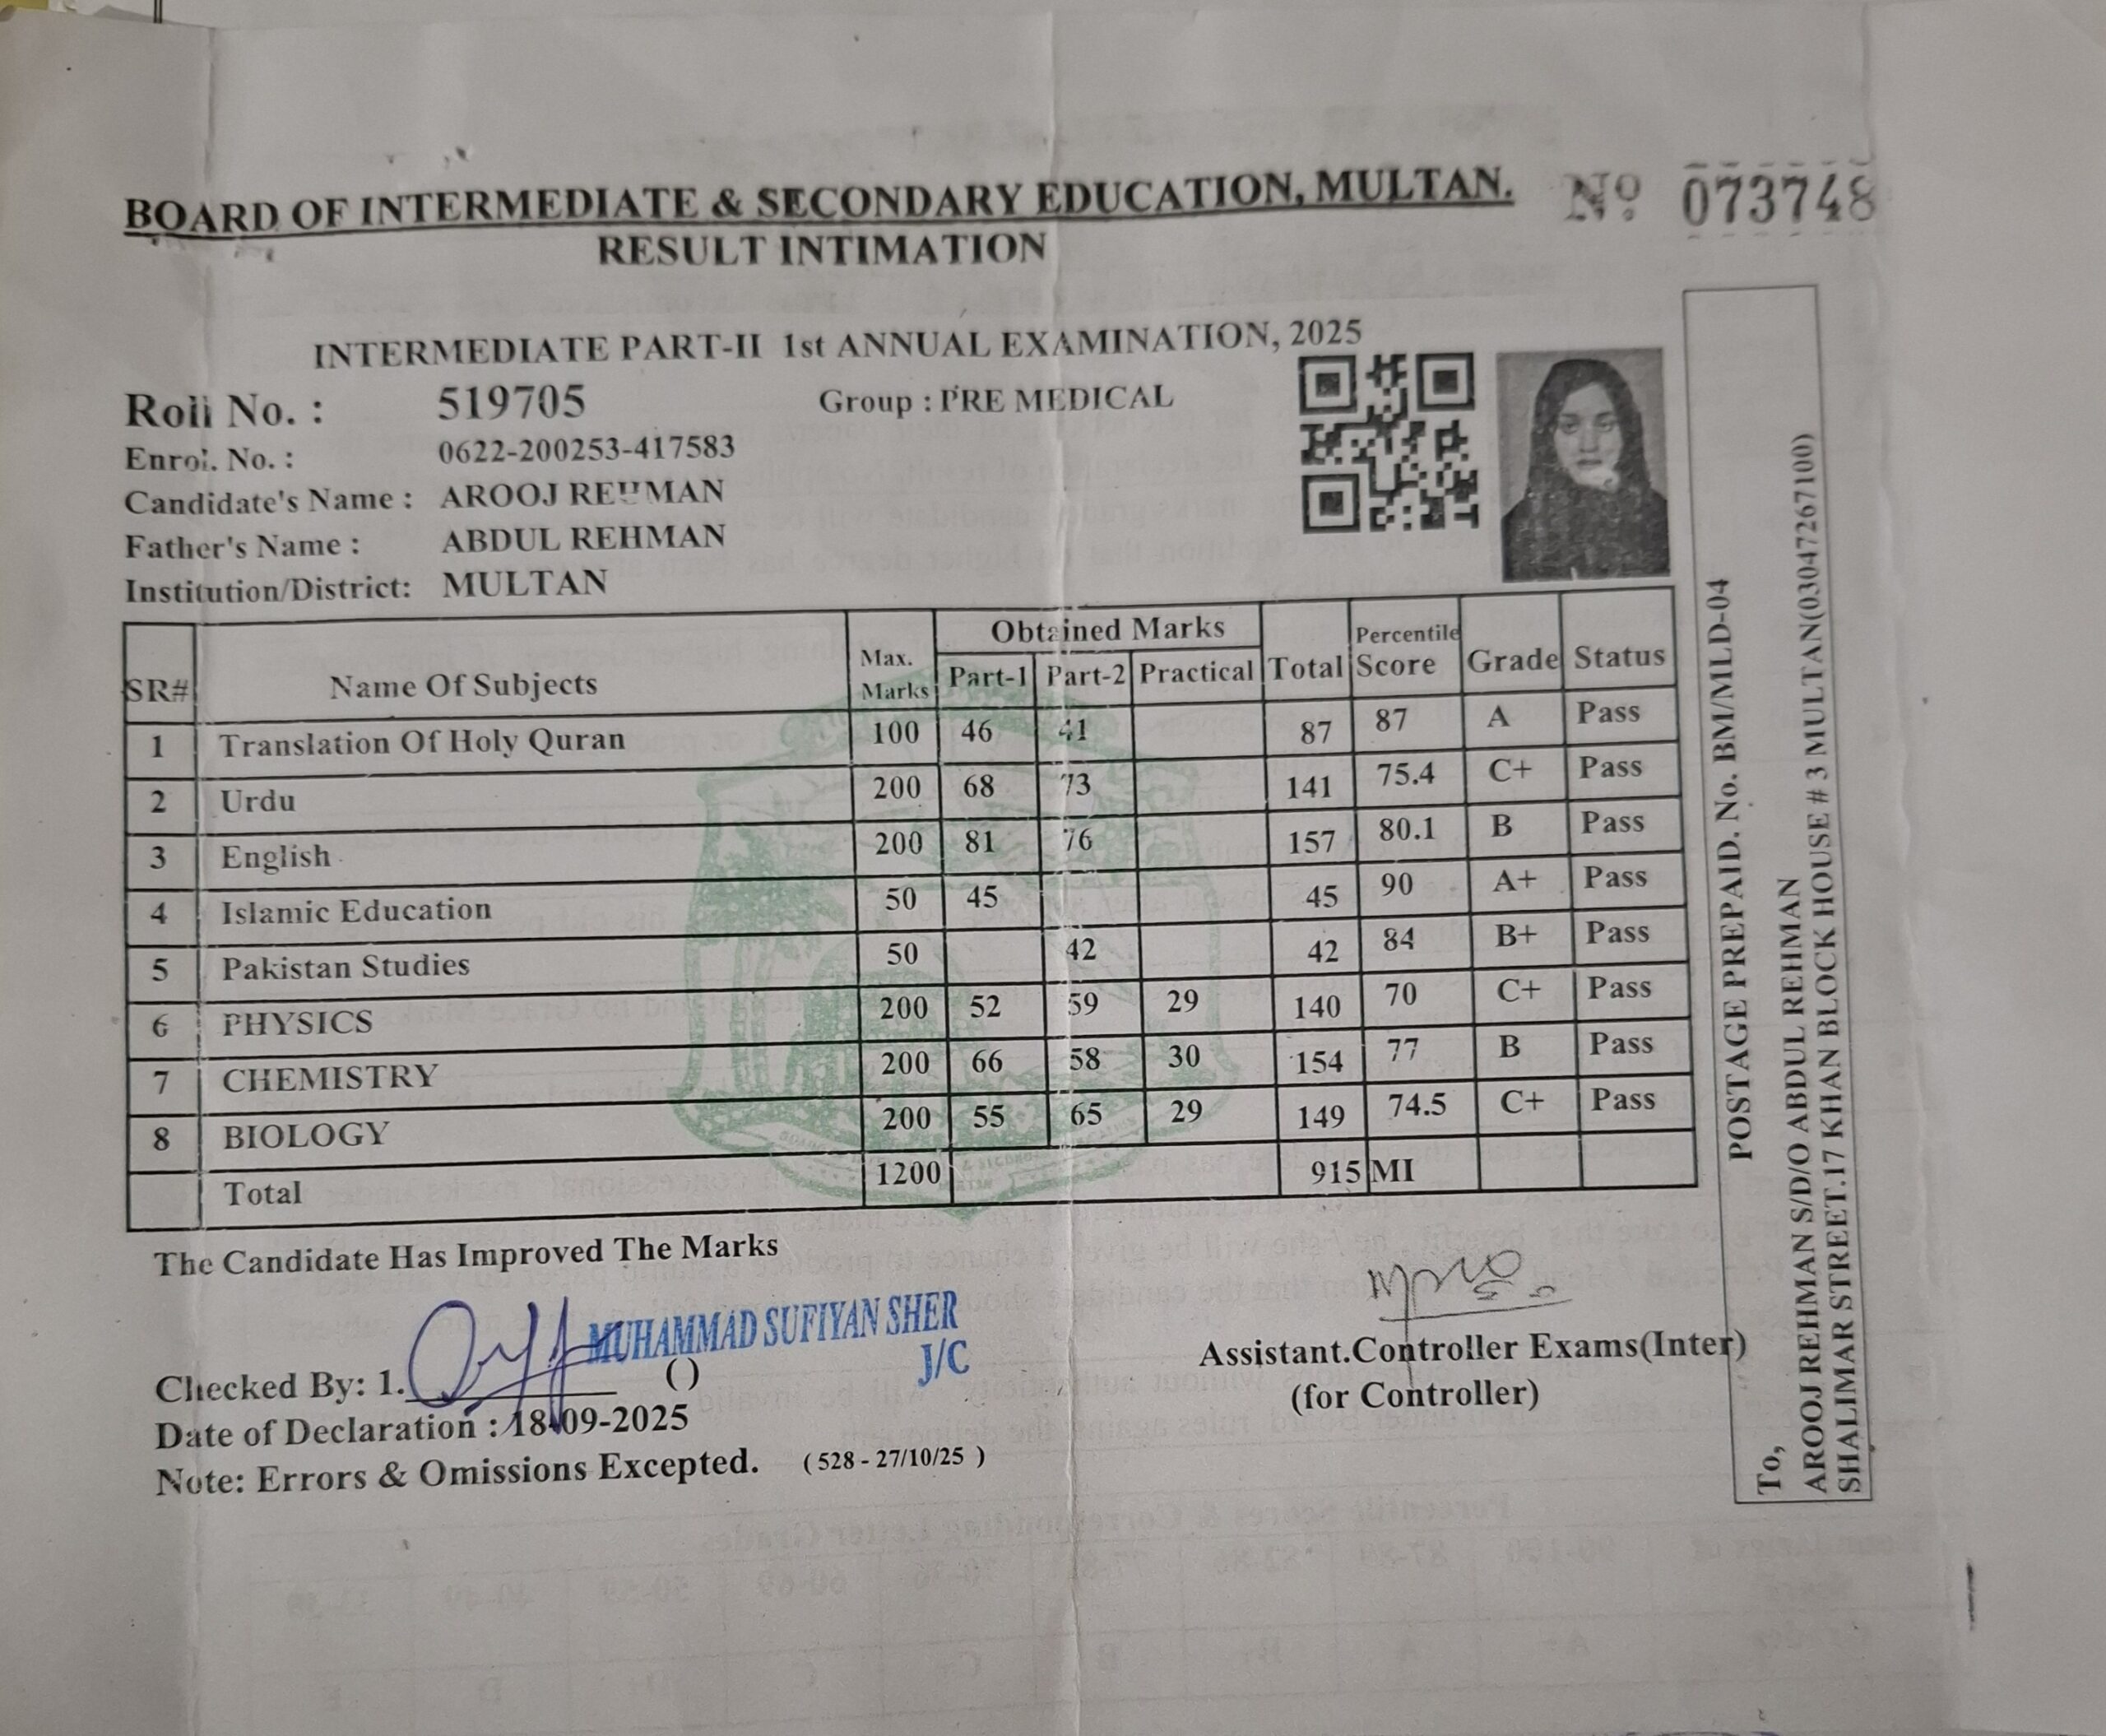 BOARD OF INTERMEDIATE & SECONDARY EDUCATION, MULTAN. Nº 073748
RESULT INTIMATION
INTERMEDIATE PART-II 1st ANNUAL EXAMINATION, 2025
Roll No. : 519705 Group : PRE MEDICAL
Enrol. No. : 0622-200253-417583
Candidate's Name : AROOJ REHMAN
Father's Name : ABDUL REHMAN
Institution/District: MULTAN
SR# Name Of Subjects Max. Marks Obtained Marks Part-1 Part-2 Practical Total Percentile Score Grade Status
1 Translation Of Holy Quran 100 46 41 87 87 A Pass
2 Urdu 200 68 73 141 75.4 C+ Pass
3 English 200 81 76 157 80.1 B Pass
4 Islamic Education 50 45 45 90 A+ Pass
5 Pakistan Studies 50 42 42 84 B+ Pass
6 PHYSICS 200 52 59 29 140 70 C+ Pass
7 CHEMISTRY 200 66 58 30 154 77 B Pass
8 BIOLOGY 200 55 65 29 149 74.5 C+ Pass
Total 1200 915 MI
The Candidate Has Improved The Marks
MUHAMMAD SUFIYAN SHER
J/C
Checked By: 1. ()
Date of Declaration : 18-09-2025
Note: Errors & Omissions Excepted. ( 528 - 27/10/25 )
Assistant.Controller Exams(Inter)
(for Controller)
POSTAGE PREPAID. No. BM/MLD-04
To,
AROOJ REHMAN S/D/O ABDUL REHMAN
SHALIMAR STREET.17 KHAN BLOCK HOUSE # 3 MULTAN(03047267100)